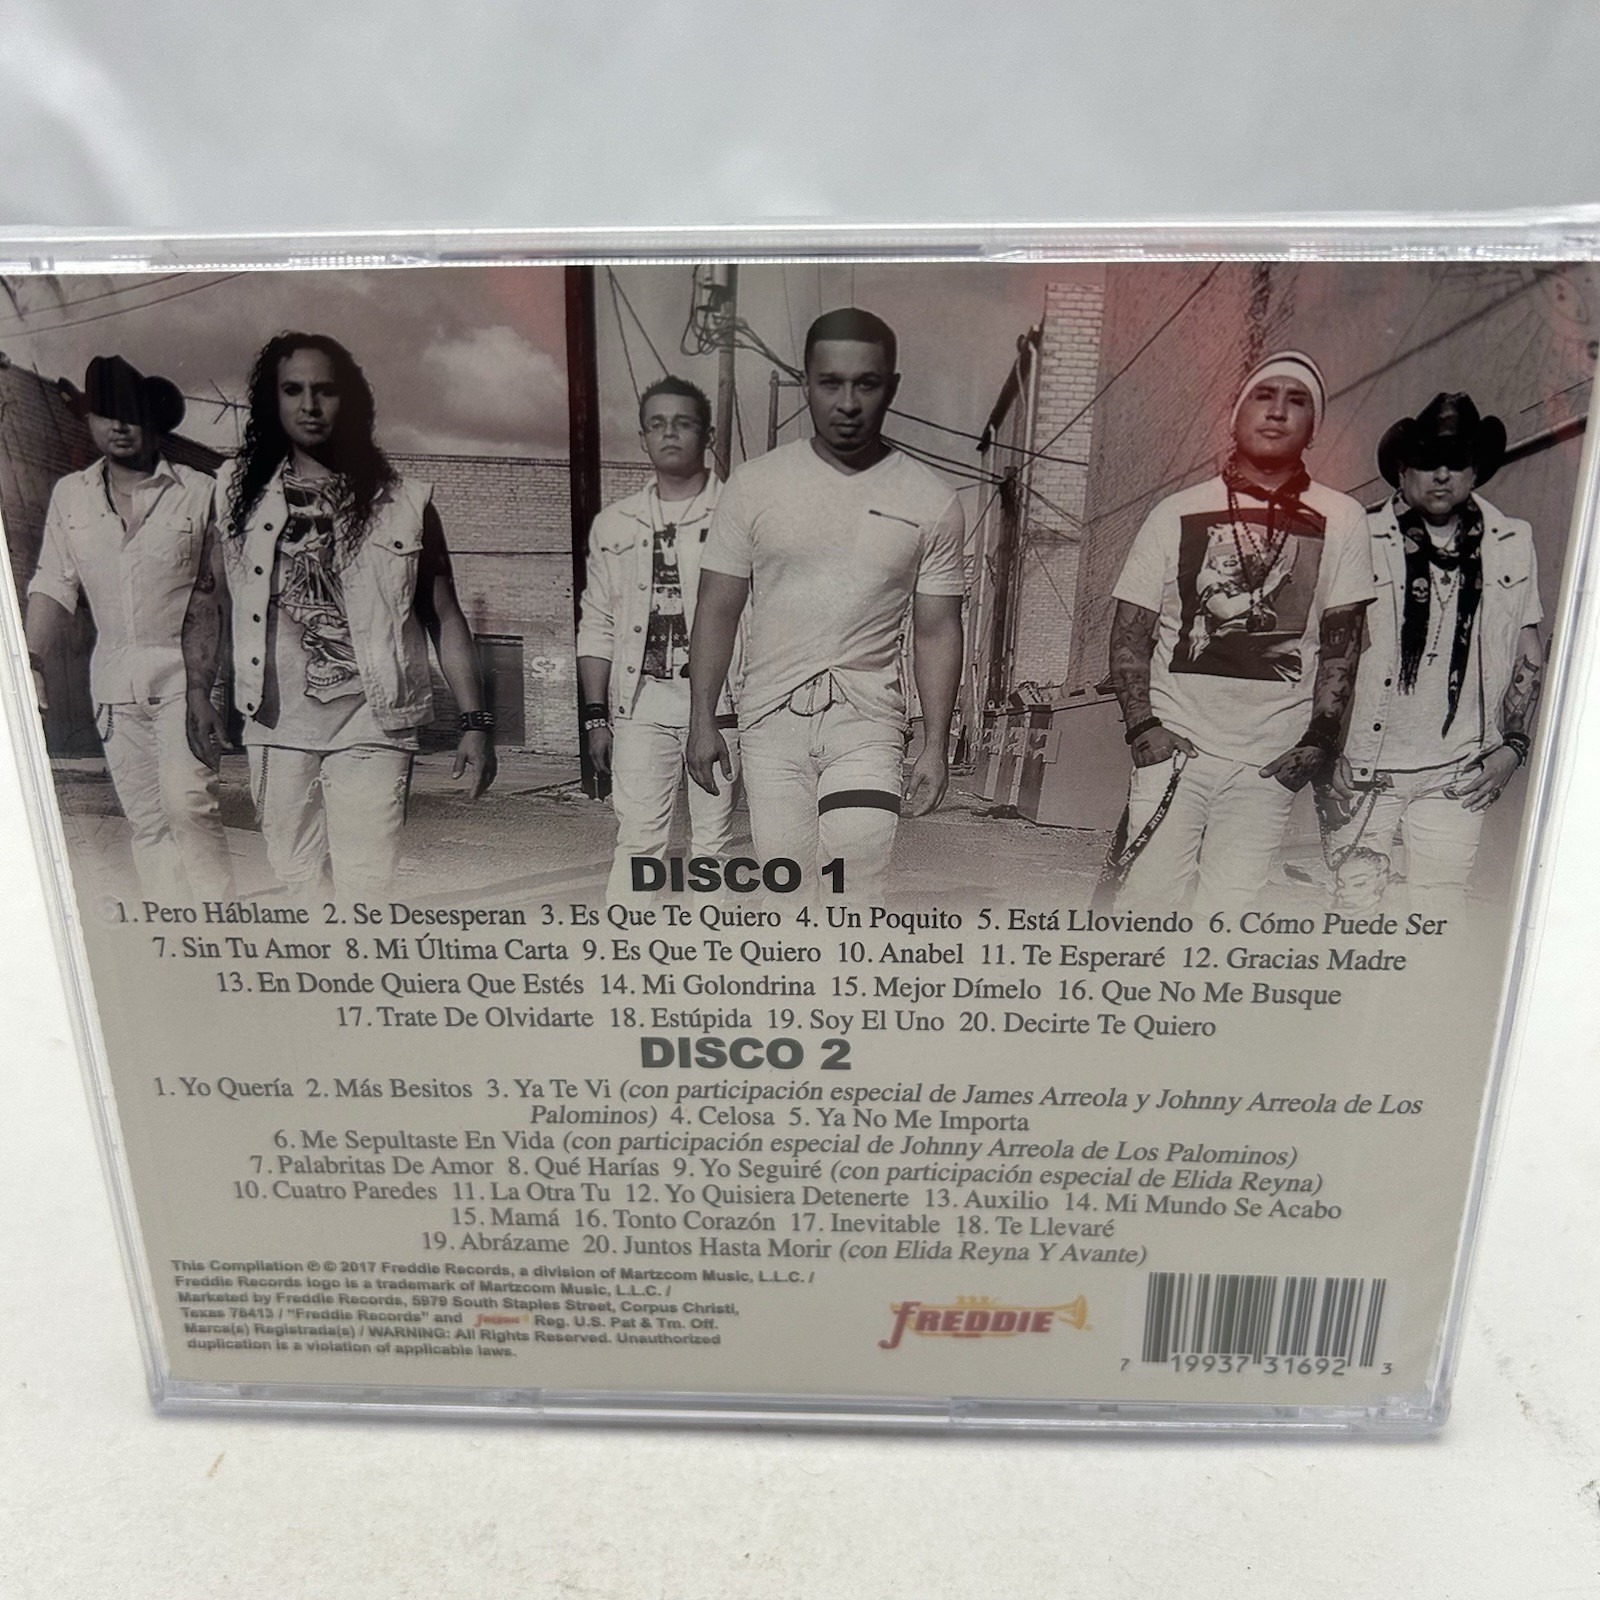 DISCO 1
1. Pero Háblame 2. Se Desesperan 3. Es Que Te Quiero 4. Un Poquito 5. Está Lloviendo 6. Cómo Puede Ser
7. Sin Tu Amor 8. Mi Última Carta 9. Es Que Te Quiero 10. Anabel 11. Te Esperaré 12. Gracias Madre
13. En Donde Quiera Que Estés 14. Mi Golondrina 15. Mejor Dímelo 16. Que No Me Busque
17. Trate De Olvidarte 18. Estúpida 19. Soy El Uno 20. Decirte Te Quiero
DISCO 2
1. Yo Quería 2. Más Besitos 3. Ya Te Vi (con participación especial de James Arreola y Johnny Arreola de Los
Palominos) 4. Celosa 5. Ya No Me Importa
6. Me Sepultaste En Vida (con participación especial de Johnny Arreola de Los Palominos)
7. Palabritas De Amor 8. Qué Harías 9. Yo Seguiré (con participación especial de Elida Reyna)
10. Cuatro Paredes 11. La Otra Tu 12. Yo Quisiera Detenerte 13. Auxilio 14. Mi Mundo Se Acabo
15. Mamá 16. Tonto Corazón 17. Inevitable 18. Te Llevaré
19. Abrázame 20. Juntos Hasta Morir (con Elida Reyna Y Avante)
This Compilation ℗ © 2017 Freddie Records, a division of Martzcom Music, L.L.C. /
Freddie Records logo is a trademark of Martzcom Music, L.L.C. /
Marketed by Freddie Records, 5979 South Staples Street, Corpus Christi,
Texas 78413 / "Freddie Records" and Freddie Reg. U.S. Pat & Tm. Off.
Marca(s) Registrada(s) / WARNING: All Rights Reserved. Unauthorized
duplication is a violation of applicable laws.
FREDDIE
7 19937 31692 3